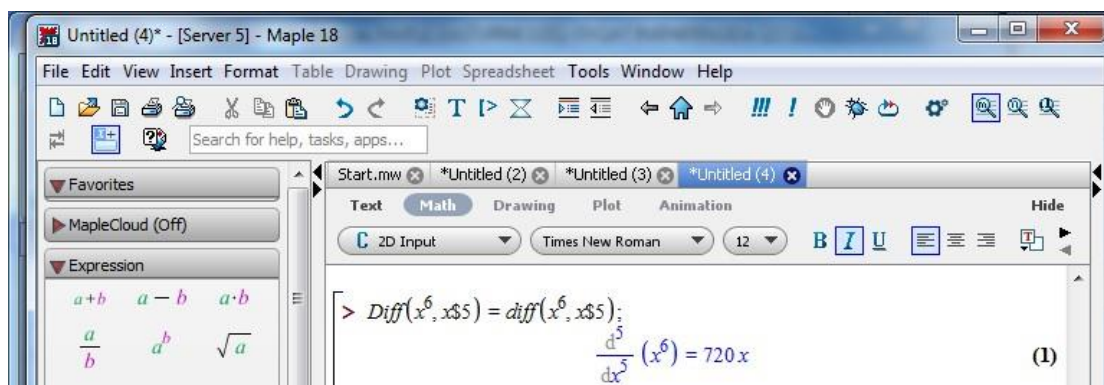 Untitled (4)* - [Server 5] - Maple 18
File Edit View Insert Format Table Drawing Plot Spreadsheet Tools Window Help
Search for help, tasks, apps...
Start.mw *Untitled (2) *Untitled (3) *Untitled (4)
Favorites
Text Math Drawing Plot Animation Hide
MapleCloud (Off)
C 2D Input Times New Roman 12 B I U
Expression
a+b a − b a·b
a/b a^b √a
> Diff(x^6, x$5) = diff(x^6, x$5);
d^5/dx^5 (x^6) = 720 x (1)